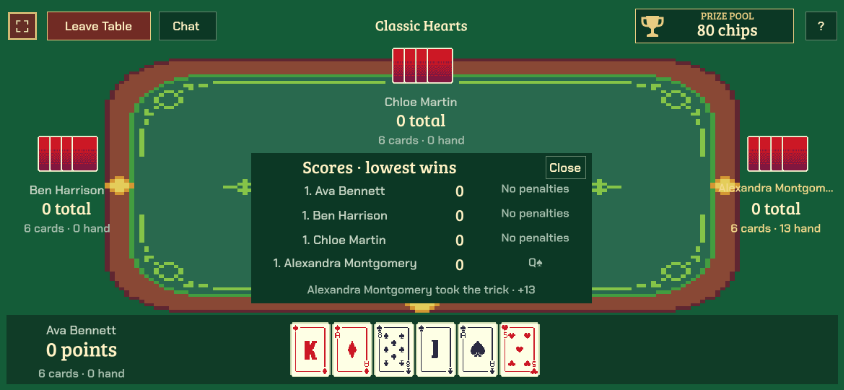 Leave Table
Chat
Classic Hearts
PRIZE POOL
80 chips
?
Chloe Martin
0 total
6 cards · 0 hand
Ben Harrison
0 total
6 cards · 0 hand
Alexandra Montgom...
0 total
6 cards · 13 hand
Scores · lowest wins
Close
1. Ava Bennett 0 No penalties
1. Ben Harrison 0 No penalties
1. Chloe Martin 0 No penalties
1. Alexandra Montgomery 0 Q♠
Alexandra Montgomery took the trick · +13
Ava Bennett
0 points
6 cards · 0 hand
K